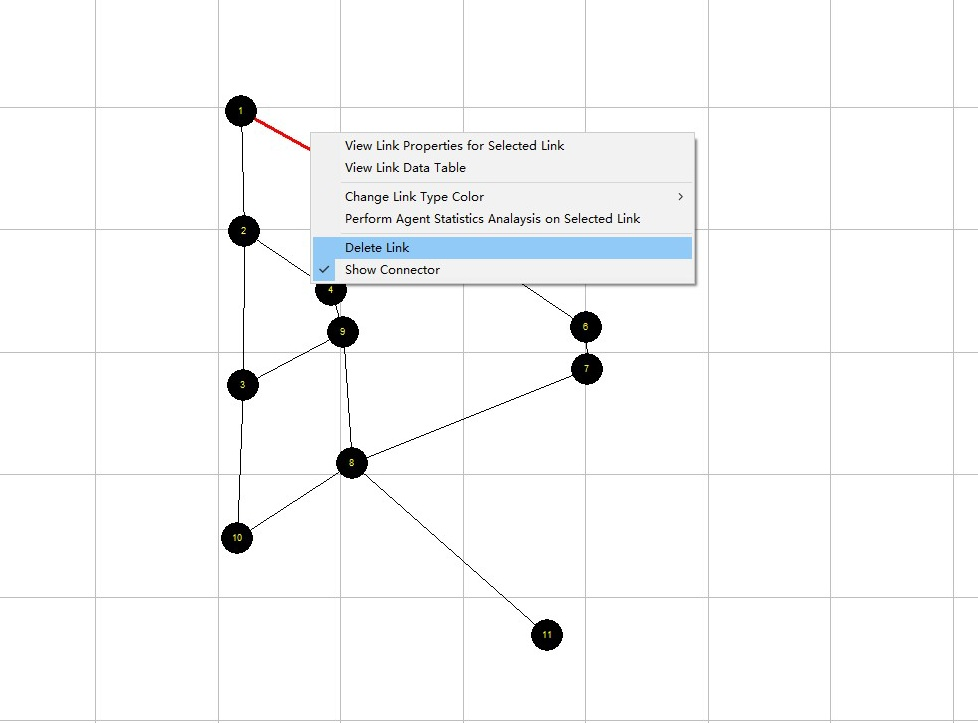 1
View Link Properties for Selected Link
View Link Data Table
Change Link Type Color
Perform Agent Statistics Analaysis on Selected Link
2
Delete Link
Show Connector
4
6
9
7
3
8
10
11